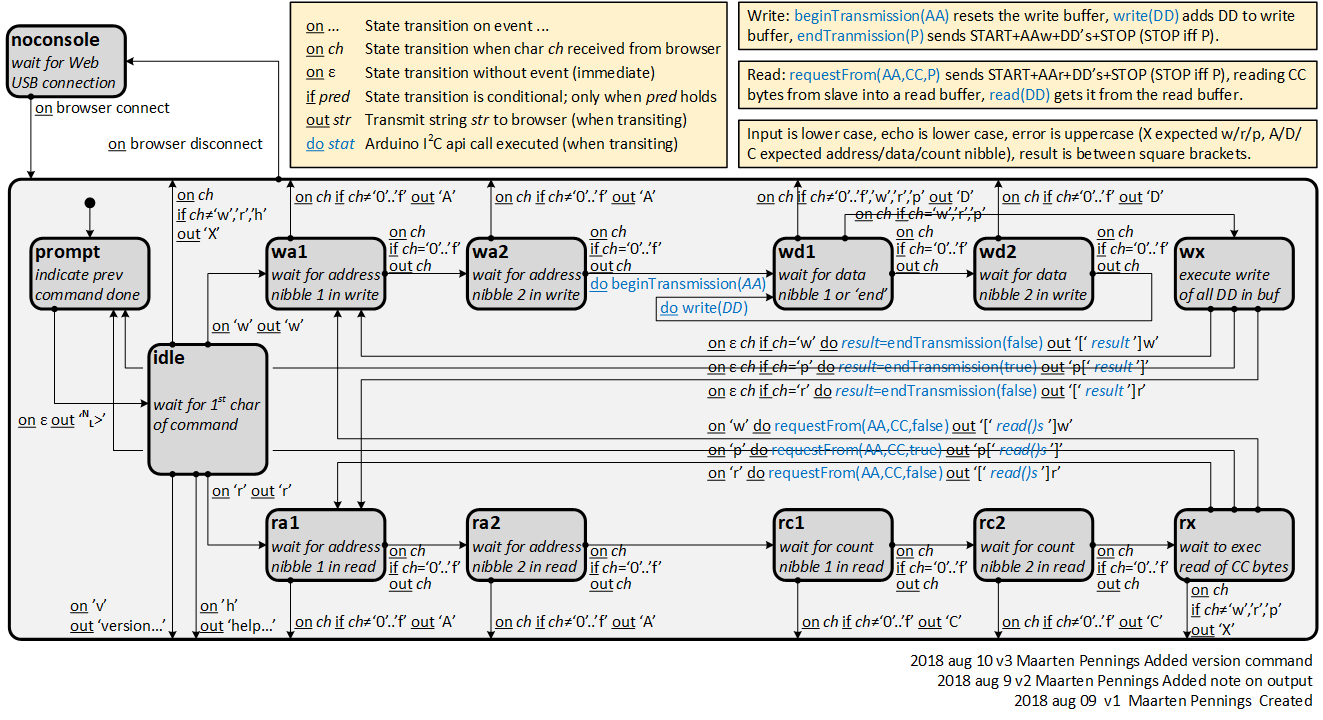 noconsole
wait for Web
USB connection
on browser connect
on browser disconnect
on ... State transition on event ...
on ch State transition when char ch received from browser
on ε State transition without event (immediate)
if pred State transition is conditional; only when pred holds
out str Transmit string str to browser (when transiting)
do stat Arduino I²C api call executed (when transiting)
Write: beginTransmission(AA) resets the write buffer, write(DD) adds DD to write
buffer, endTranmission(P) sends START+AAw+DD’s+STOP (STOP iff P).
Read: requestFrom(AA,CC,P) sends START+AAr+DD’s+STOP (STOP iff P), reading CC
bytes from slave into a read buffer, read(DD) gets it from the read buffer.
Input is lower case, echo is lower case, error is uppercase (X expected w/r/p, A/D/
C expected address/data/count nibble), result is between square brackets.
on ch
if ch≠‘w’,‘r’,‘h’
out ‘X’
on ch if ch≠‘0’..‘f’ out ‘A’
on ch if ch≠‘0’..‘f’ out ‘A’
on ch if ch≠‘0’..‘f’,‘w’,‘r’,‘p’ out ‘D’
on ch if ch≠‘0’..‘f’ out ‘D’
on ch if ch=‘w’,‘r’,‘p’
prompt
indicate prev
command done
wa1
wait for address
nibble 1 in write
on ch
if ch=‘0’..‘f’
out ch
wa2
wait for address
nibble 2 in write
on ch
if ch=‘0’..‘f’
out ch
do beginTransmission(AA)
do write(DD)
wd1
wait for data
nibble 1 or ‘end’
on ch
if ch=‘0’..‘f’
out ch
wd2
wait for data
nibble 2 in write
on ch
if ch=‘0’..‘f’
out ch
wx
execute write
of all DD in buf
on ‘w’ out ‘w’
idle
wait for 1st char
of command
on ε out ‘NL>’
on ε ch if ch=‘w’ do result=endTransmission(false) out ‘[‘ result ’]w’
on ε ch if ch=‘p’ do result=endTransmission(true) out ‘p[‘ result ’]’
on ε ch if ch=‘r’ do result=endTransmission(false) out ‘[‘ result ’]r’
on ‘w’ do requestFrom(AA,CC,false) out ‘[‘ read()s ’]w’
on ‘p’ do requestFrom(AA,CC,true) out ‘p[‘ read()s ’]’
on ‘r’ do requestFrom(AA,CC,false) out ‘[‘ read()s ’]r’
on ‘r’ out ‘r’
ra1
wait for address
nibble 1 in read
on ch
if ch=‘0’..‘f’
out ch
ra2
wait for address
nibble 2 in read
on ch
if ch=‘0’..‘f’
out ch
rc1
wait for count
nibble 1 in read
on ch
if ch=‘0’..‘f’
out ch
rc2
wait for count
nibble 2 in read
on ch
if ch=‘0’..‘f’
out ch
rx
wait to exec
read of CC bytes
on ’v’
out ‘version...’
on ’h’
out ‘help...’
on ch if ch≠‘0’..‘f’ out ‘A’
on ch if ch≠‘0’..‘f’ out ‘A’
on ch if ch≠‘0’..‘f’ out ‘C’
on ch if ch≠‘0’..‘f’ out ‘C’
on ch
if ch≠‘w’,‘r’,‘p’
out ‘X’
2018 aug 10 v3 Maarten Pennings Added version command
2018 aug 9 v2 Maarten Pennings Added note on output
2018 aug 09 v1 Maarten Pennings Created